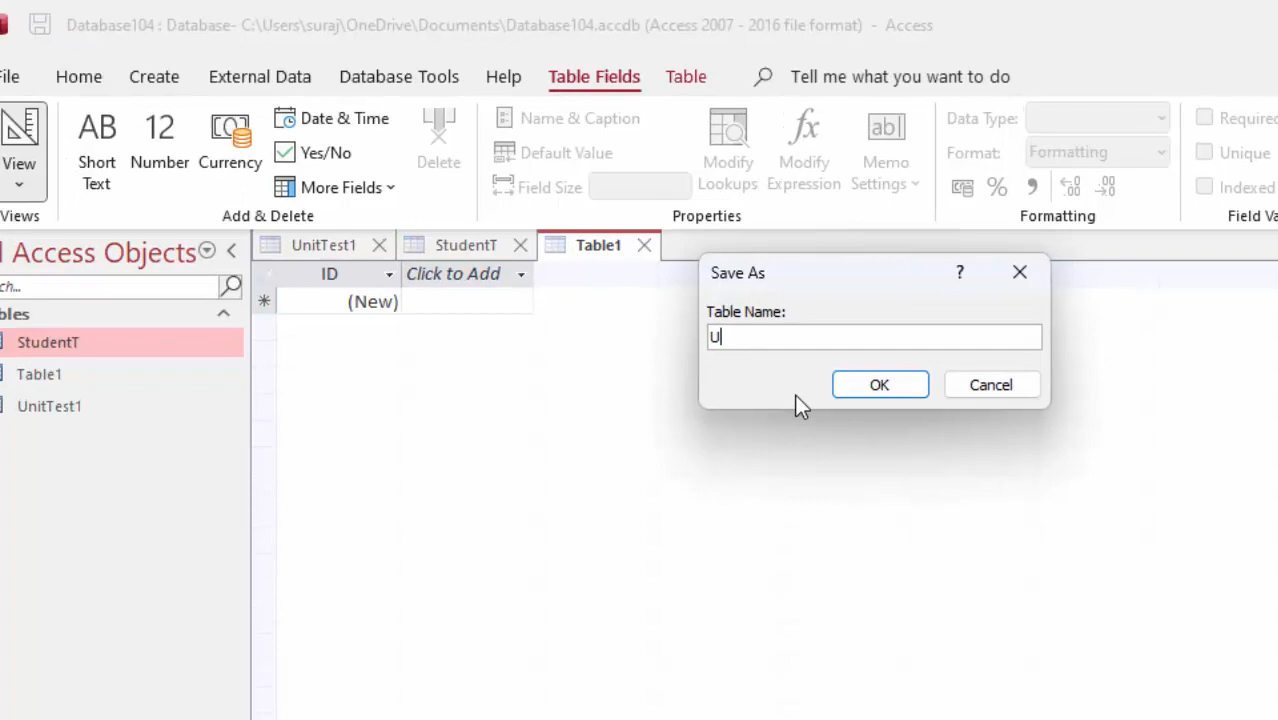 Database104 : Database- C:\Users\suraj\OneDrive\Documents\Database104.accdb (Access 2007 - 2016 file format) - Access
File Home Create External Data Database Tools Help Table Fields Table Tell me what you want to do
View
Views
AB
Short Text
12
Number
Currency
Date & Time
Yes/No
More Fields
Delete
Add & Delete
Name & Caption
Default Value
Field Size
Modify Lookups
fx
Modify Expression
ab|
Memo Settings
Properties
Data Type:
Format: Formatting
% , .00
Formatting
Required
Unique
Indexed
Field Va
Access Objects
ch...
bles
StudentT
Table1
UnitTest1
UnitTest1 StudentT Table1
ID Click to Add
* (New)
Save As ?
Table Name:
U
OK Cancel